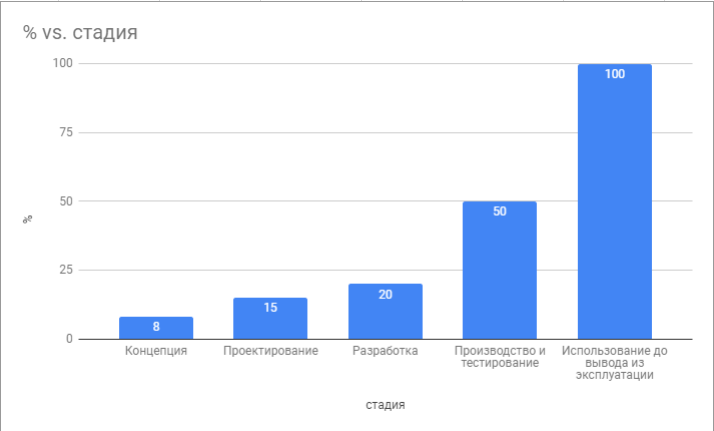 % vs. стадия
100
75
50
25
0
%
8
15
20
50
100
Концепция
Проектирование
Разработка
Производство и
тестирование
Использование до
вывода из
эксплуатации
стадия